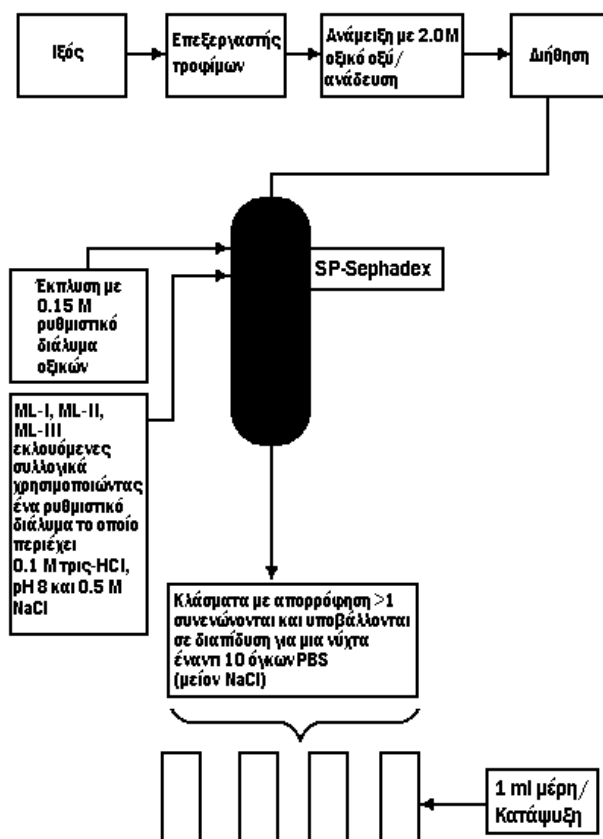 Ιξός
Επεξεργαστής
τροφίμων
Ανάμειξη με 2.0M
οξικό οξύ/
ανάδευση
Διήθηση
SP-Sephadex
Έκπλυση με
0.15 M
ρυθμιστικό
διάλυμα
οξικών
ML-I, ML-II,
ML-III
εκλουόμενες
συλλογικά
χρησιμοποιώντας
ένα ρυθμιστικό
διάλυμα το οποίο
περιέχει
0.1 M τρις-HCl,
pH 8 και 0.5 M
NaCl
Κλάσματα με απορρόφηση >1
συνενώνονται και υποβάλλονται
σε διαπίδυση για μια νύχτα
έναντι 10 όγκων PBS
(μείον NaCl)
1 ml μέρη/
Κατάψυξη